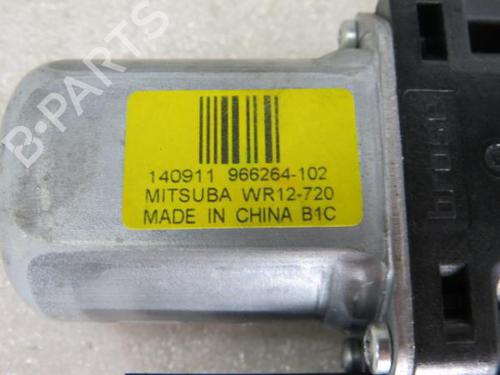 B-PARTS
140911 966264-102
MITSUBA WR12-720
MADE IN CHINA B1C
brose